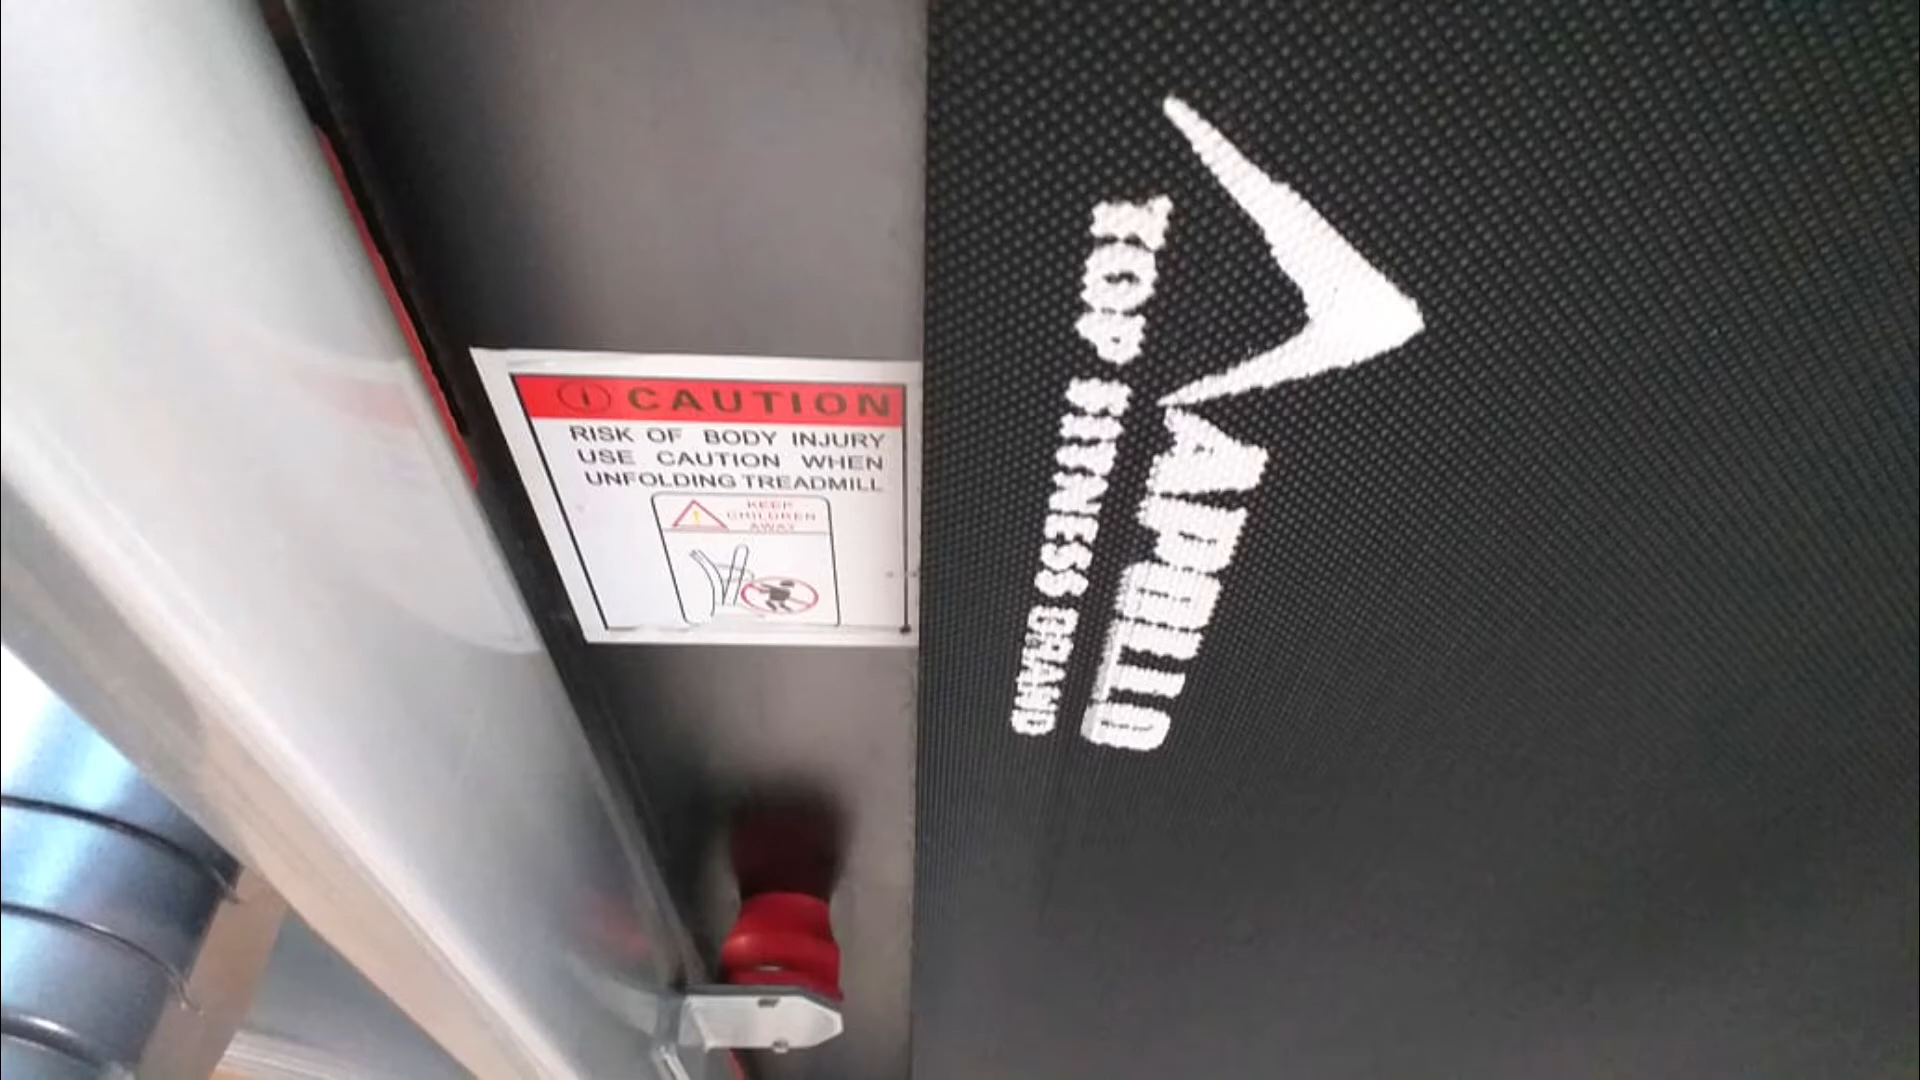 CAUTION
RISK OF BODY INJURY
USE CAUTION WHEN
UNFOLDING TREADMILL
KEEP
CHILDREN
AWAY
APOLLO
TOP FITNESS BRAND